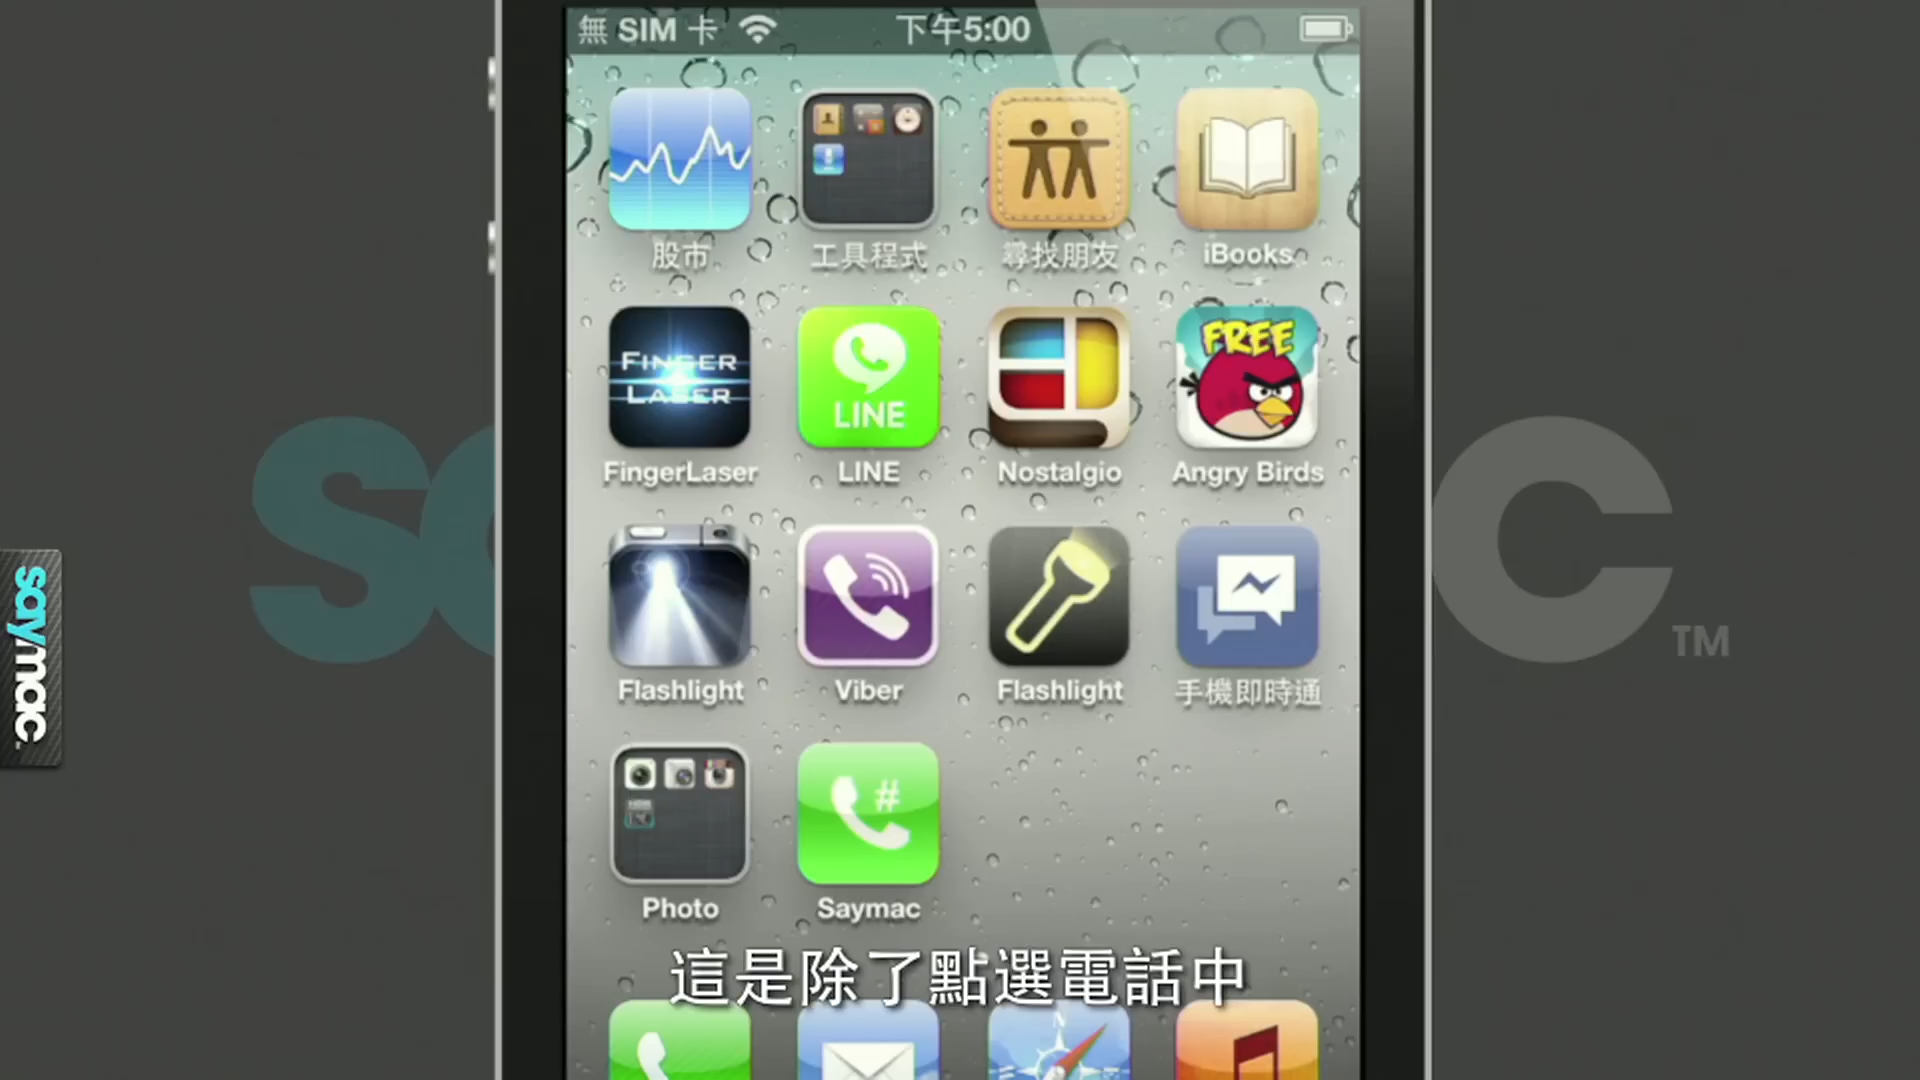 無 SIM 卡
下午5:00
股市
工具程式
尋找朋友
iBooks
FINGER
LASER
LINE
FREE
FingerLaser
LINE
Nostalgio
Angry Birds
Flashlight
Viber
Flashlight
手機即時通
#
Photo
Saymac
這是除了點選電話中
N
saymac
C
TM